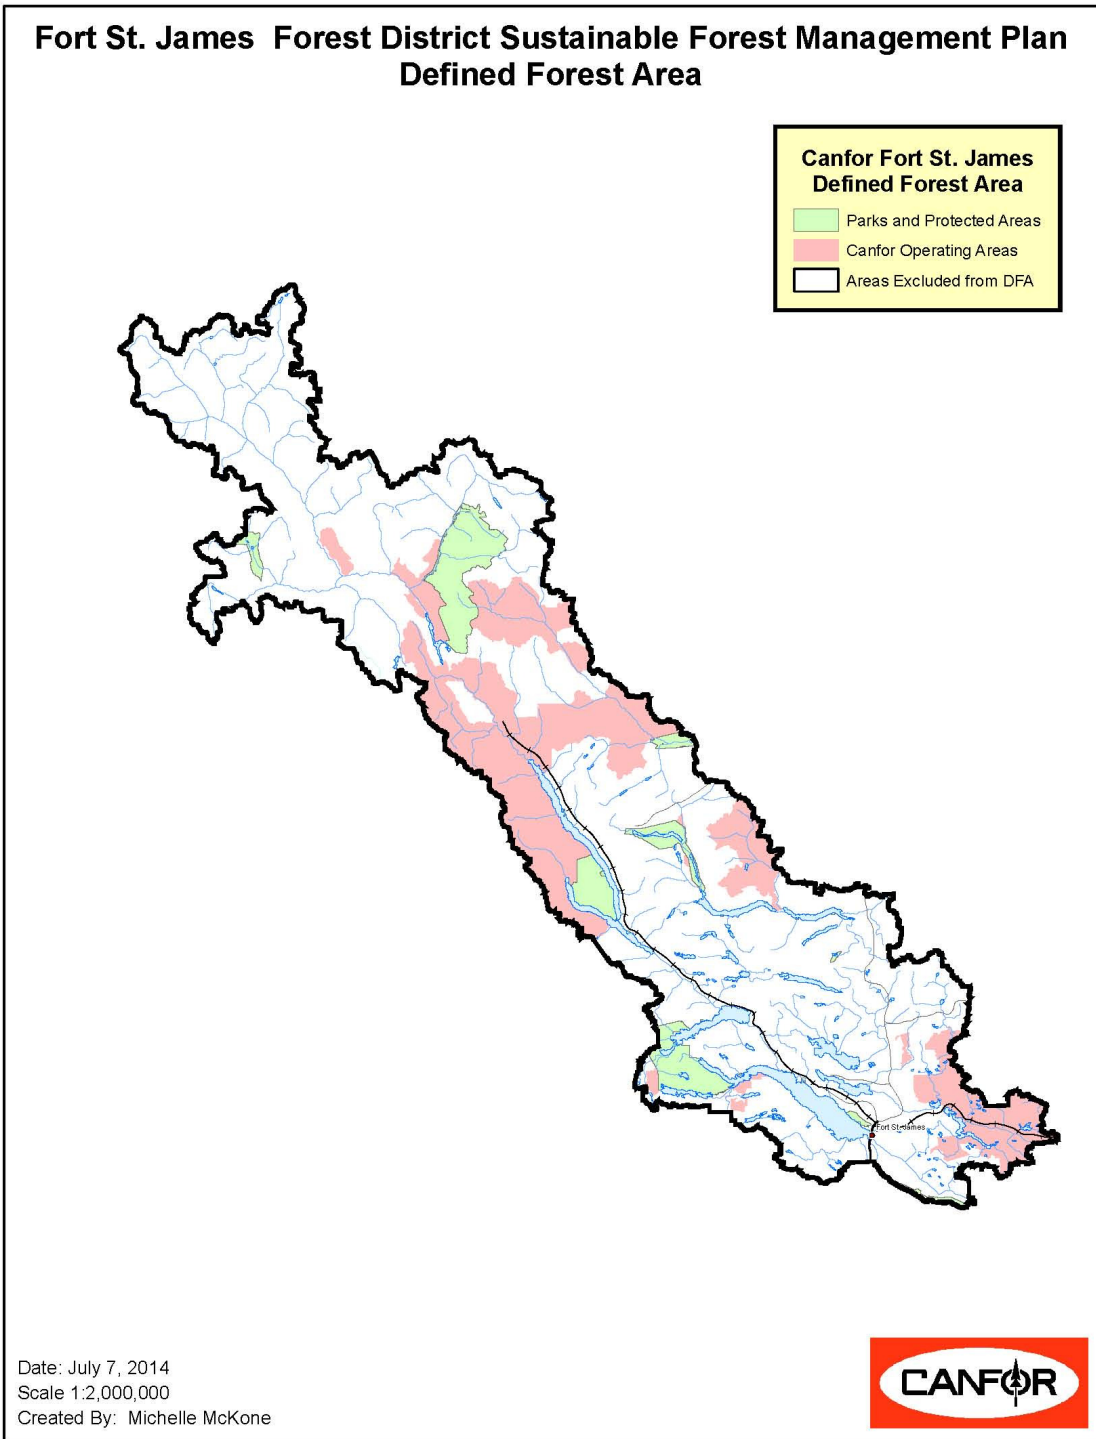 Fort St. James Forest District Sustainable Forest Management Plan
Defined Forest Area
Canfor Fort St. James
Defined Forest Area
Parks and Protected Areas
Canfor Operating Areas
Areas Excluded from DFA
Fort St. James
Date: July 7, 2014
Scale 1:2,000,000
Created By: Michelle McKone
CANFOR